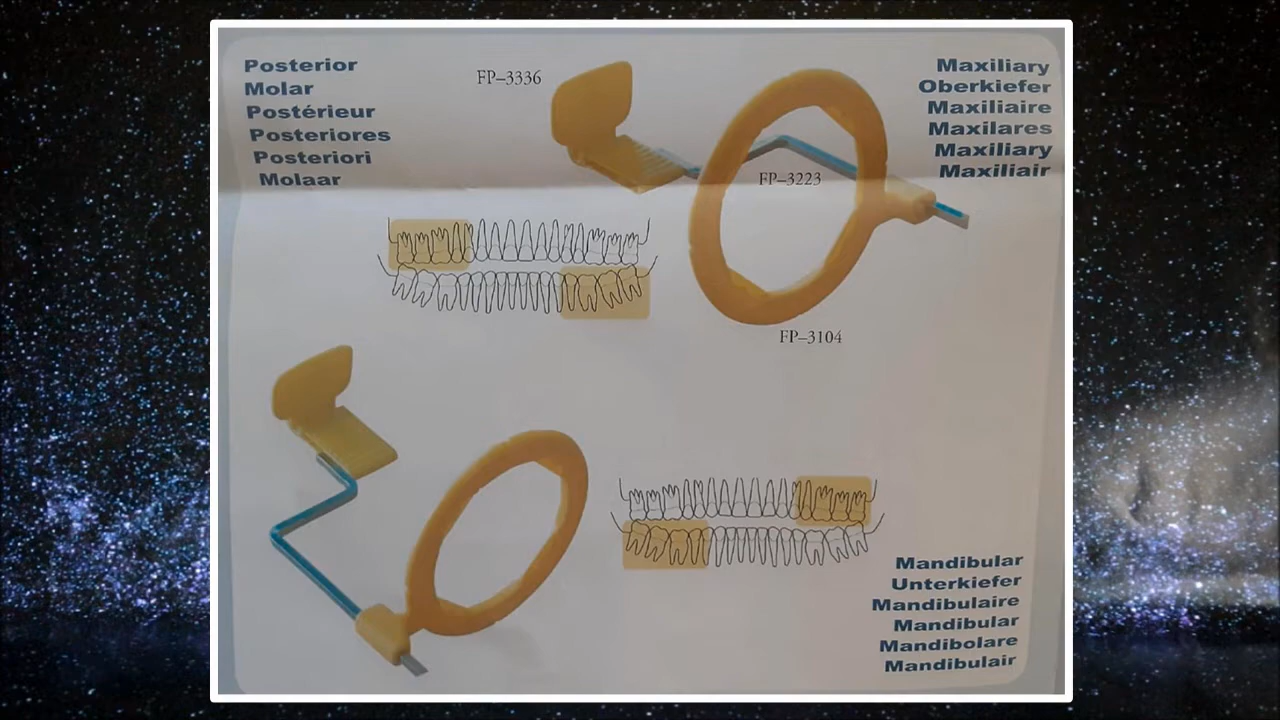 Posterior
Molar
Postérieur
Posteriores
Posteriori
Molaar
FP–3336
Maxiliary
Oberkiefer
Maxiliaire
Maxilares
Maxiliary
Maxiliair
FP–3223
FP–3104
Mandibular
Unterkiefer
Mandibulaire
Mandibular
Mandibolare
Mandibulair